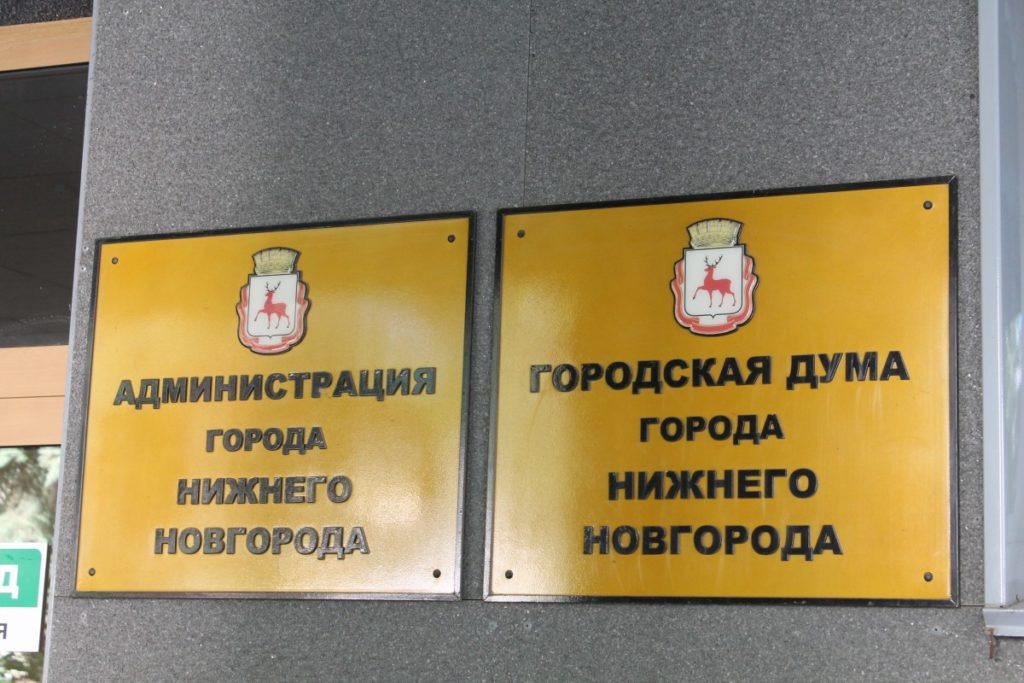 АДМИНИСТРАЦИЯ
ГОРОДА
НИЖНЕГО
НОВГОРОДА
ГОРОДСКАЯ ДУМА
ГОРОДА
НИЖНЕГО
НОВГОРОДА